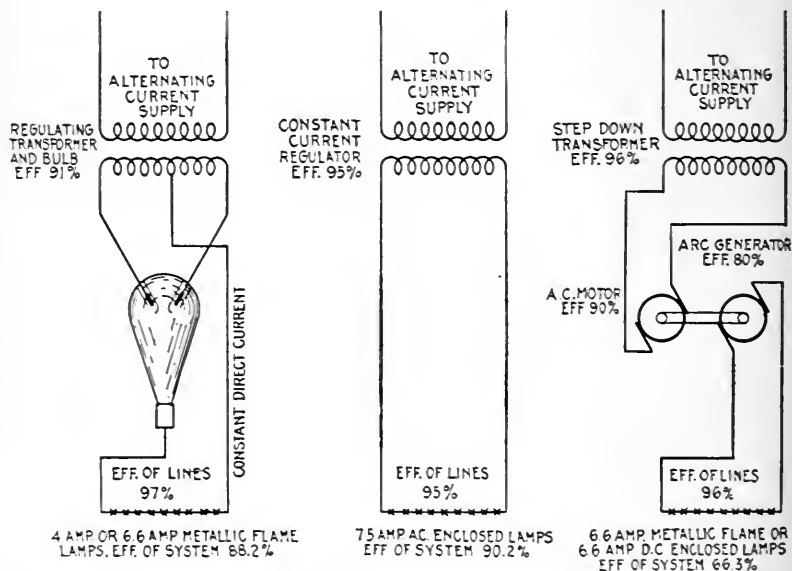 TO
ALTERNATING
CURRENT
SUPPLY
REGULATING
TRANSFORMER
AND BULB
EFF. 91%
CONSTANT DIRECT CURRENT
EFF. OF LINES
97%
4 AMP. OR 6.6 AMP METALLIC FLAME
LAMPS. EFF. OF SYSTEM 88.2%
TO
ALTERNATING
CURRENT
SUPPLY
CONSTANT
CURRENT
REGULATOR
EFF. 95%
EFF. OF LINES
95%
7.5 AMP. A.C. ENCLOSED LAMPS
EFF OF SYSTEM 90.2%
TO
ALTERNATING
CURRENT
SUPPLY
STEP DOWN
TRANSFORMER
EFF. 96%
ARC GENERATOR
EFF. 80%
A.C. MOTOR
EFF 90%
EFF. OF LINES
96%
6.6 AMP. METALLIC FLAME OR
6.6 AMP D.C. ENCLOSED LAMPS
EFF OF SYSTEM 66.3%